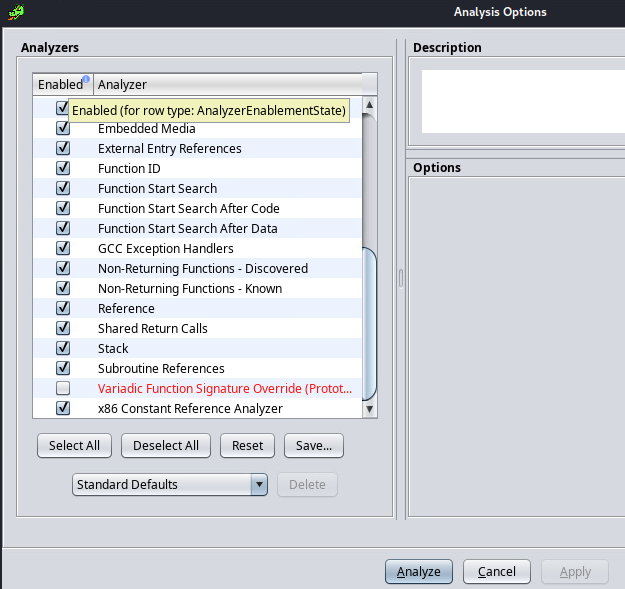 Analysis Options
Analyzers
Enabled Analyzer
Enabled (for row type: AnalyzerEnablementState)
Embedded Media
External Entry References
Function ID
Function Start Search
Function Start Search After Code
Function Start Search After Data
GCC Exception Handlers
Non-Returning Functions - Discovered
Non-Returning Functions - Known
Reference
Shared Return Calls
Stack
Subroutine References
Variadic Function Signature Override (Protot...
x86 Constant Reference Analyzer
Select All Deselect All Reset Save...
Standard Defaults Delete
Description
Options
Analyze Cancel Apply